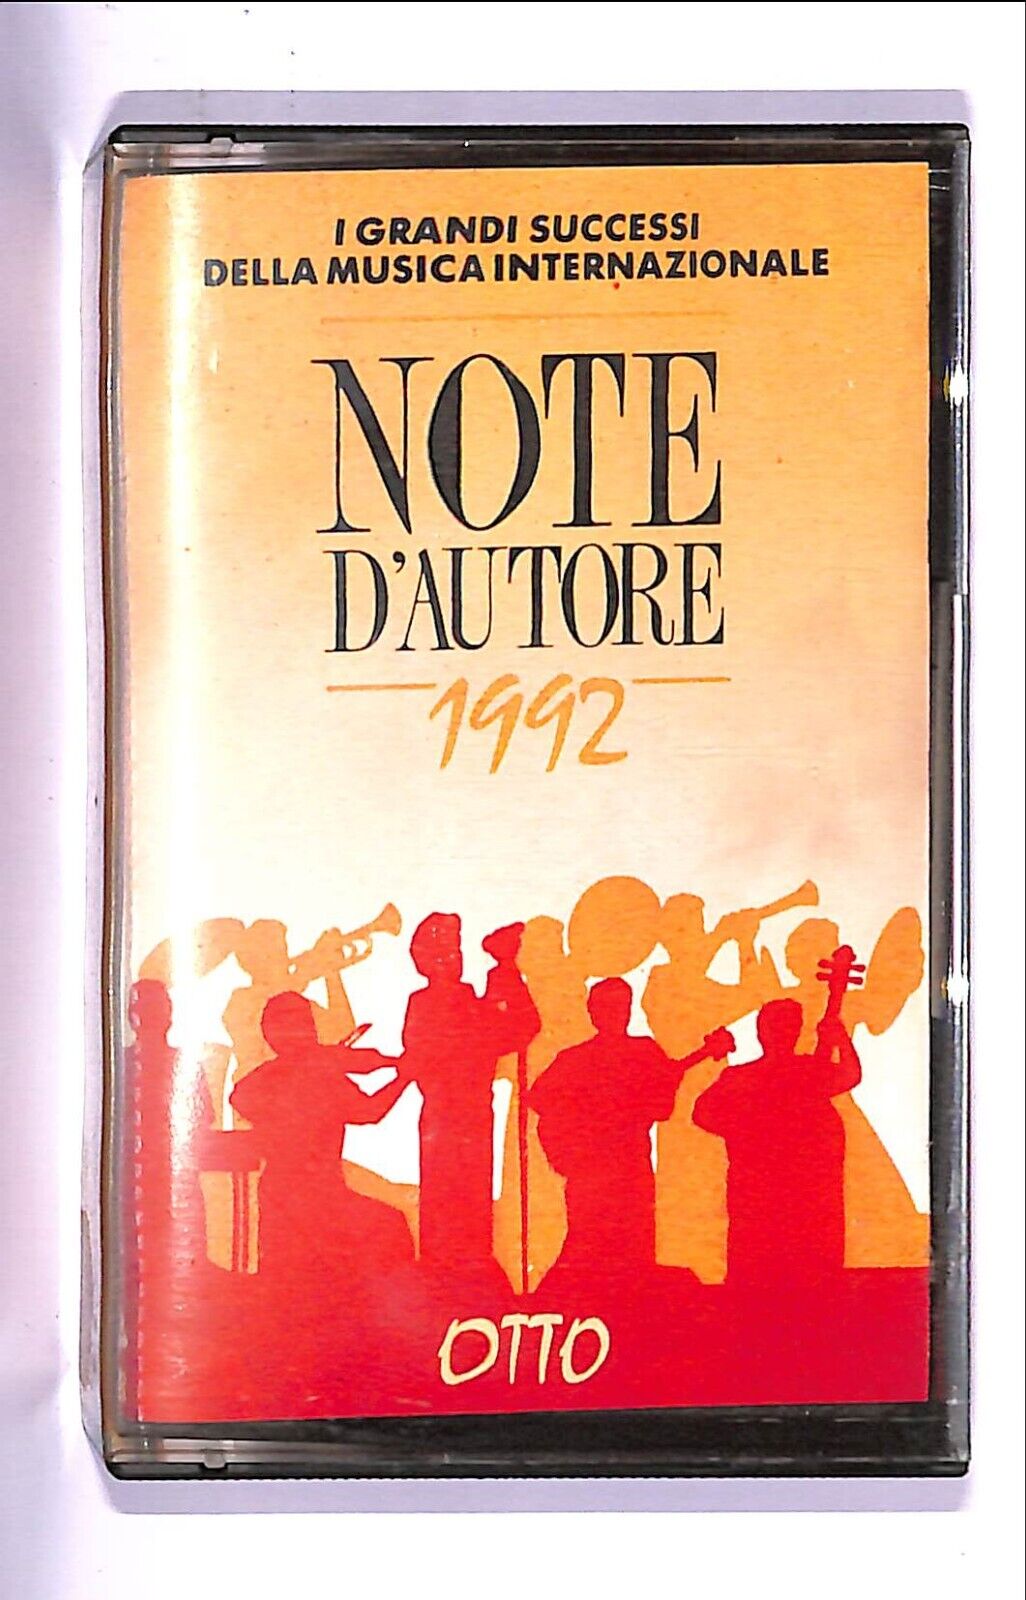 I GRANDI SUCCESSI
DELLA MUSICA INTERNAZIONALE
NOTE
D'AUTORE
1992
OTTO